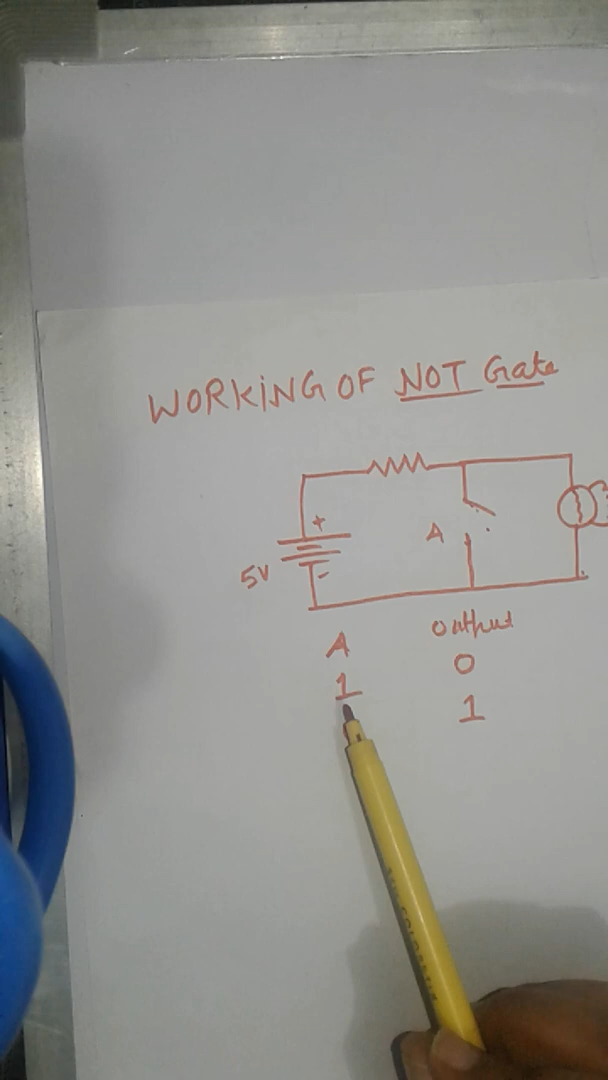 WORKING OF NOT Gate
+
A
5V
-
A output
1 0
1